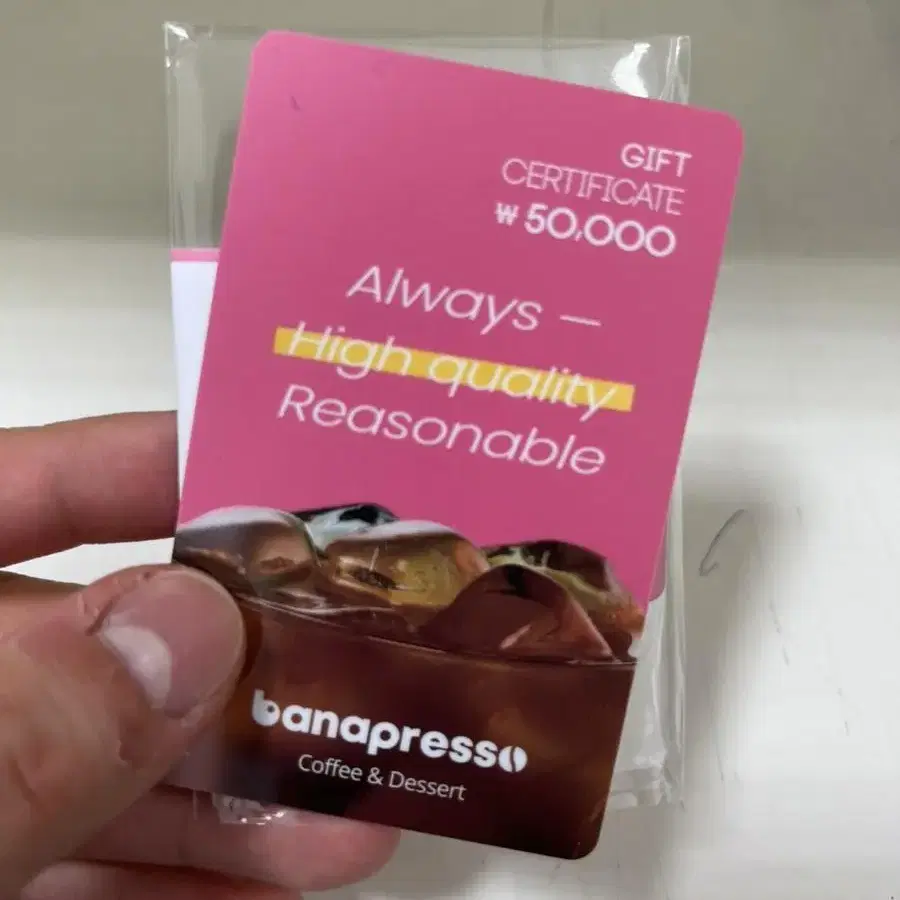 GIFT
CERTIFICATE
₩ 50,000
Always —
High quality
Reasonable
banapresso
Coffee & Dessert